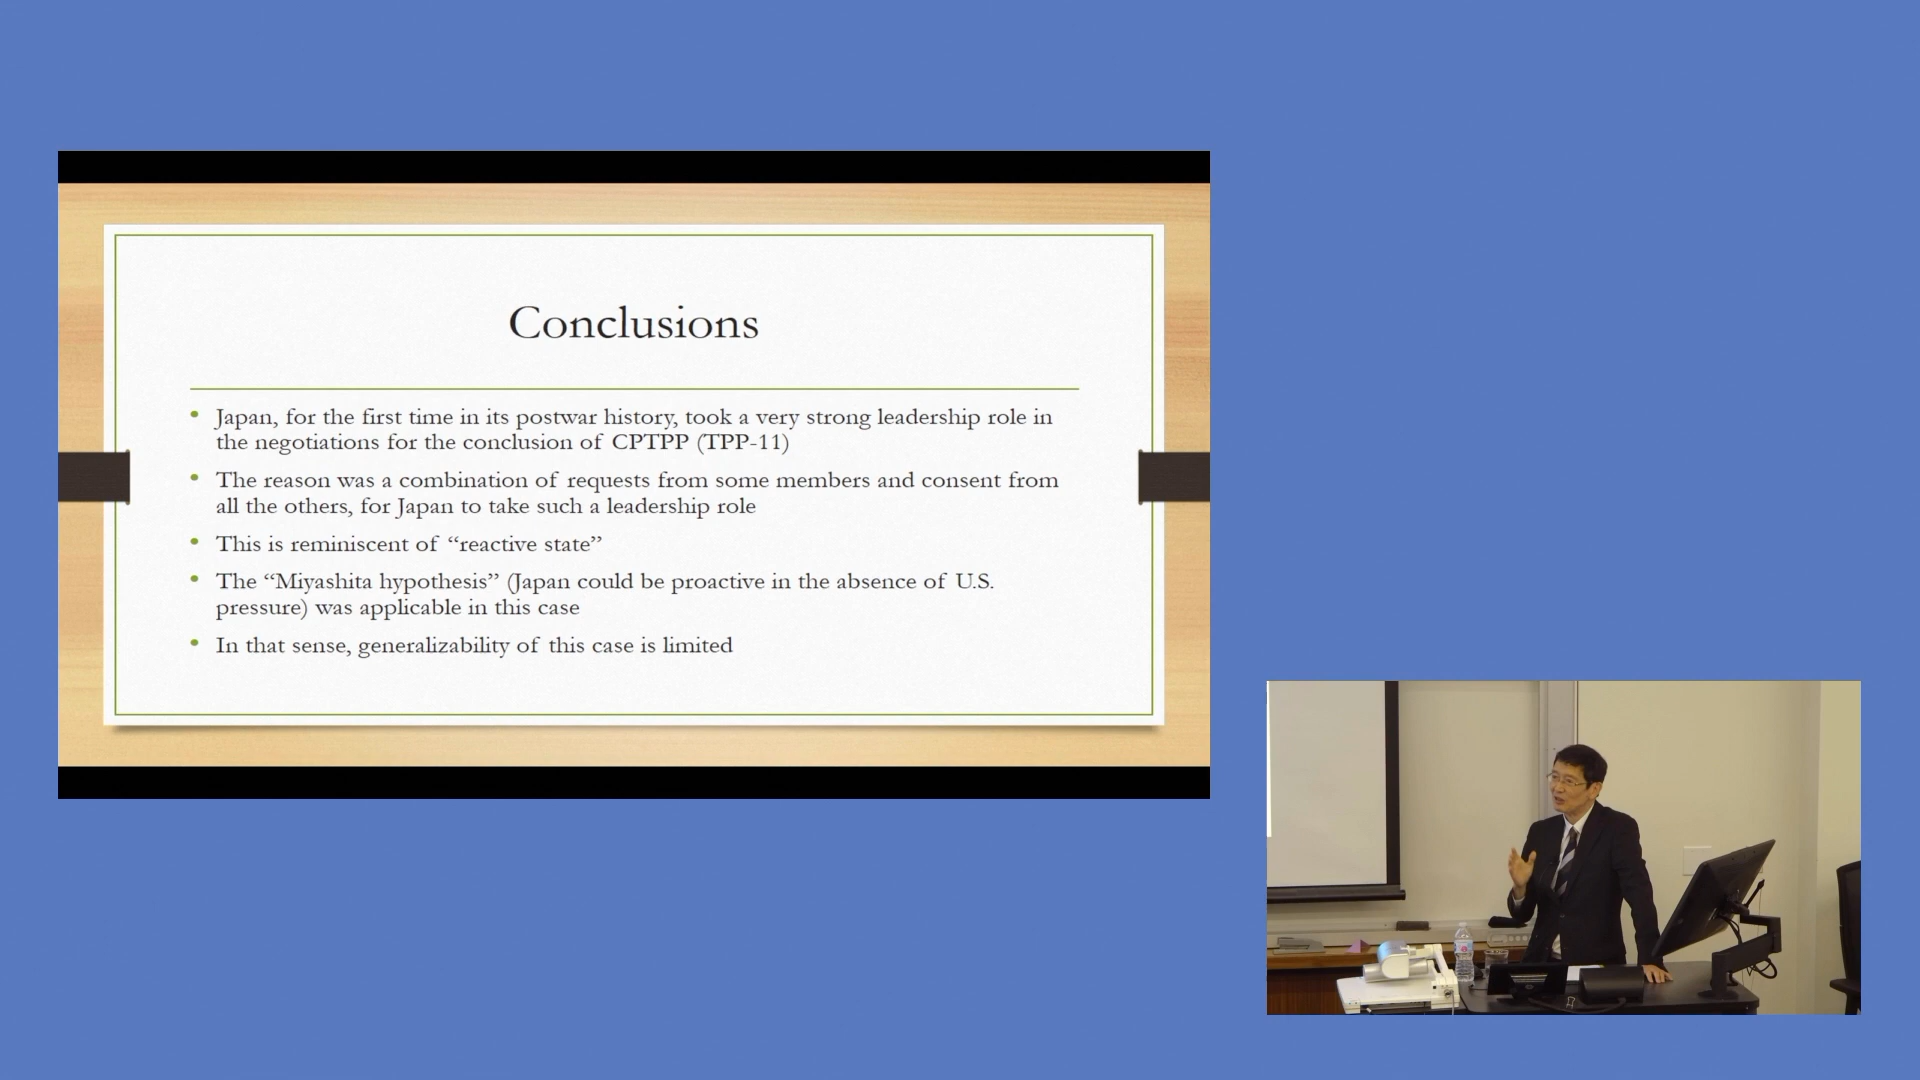 Conclusions
• Japan, for the first time in its postwar history, took a very strong leadership role in
the negotiations for the conclusion of CPTPP (TPP-11)
• The reason was a combination of requests from some members and consent from
all the others, for Japan to take such a leadership role
• This is reminiscent of “reactive state”
• The “Miyashita hypothesis” (Japan could be proactive in the absence of U.S.
pressure) was applicable in this case
• In that sense, generalizability of this case is limited